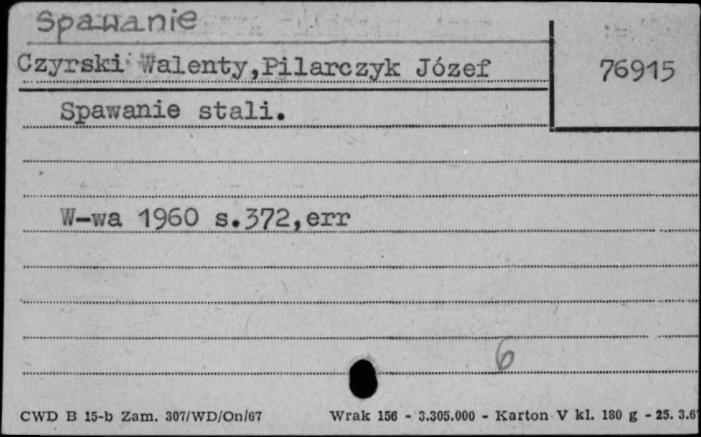 Spawanie
Czyrski Walenty,Pilarczyk Józef
76915
Spawanie stali.
W-wa 1960 s.372,err
6
CWD B 15-b Zam. 307/WD/On/67 Wrak 156 - 3.305.000 - Karton V kl. 180 g - 25. 3.6